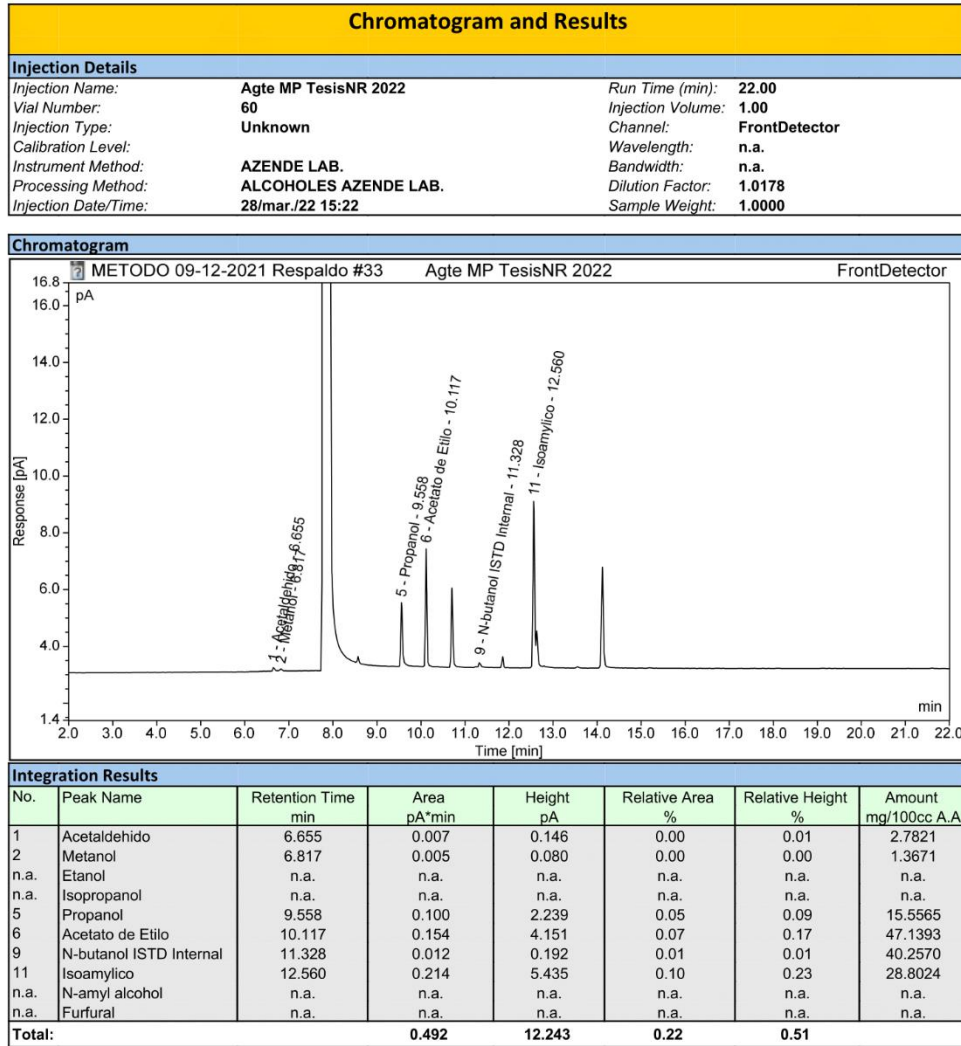 Chromatogram and Results
Injection Details
Injection Name: Agte MP TesisNR 2022 Run Time (min): 22.00
Vial Number: 60 Injection Volume: 1.00
Injection Type: Unknown Channel: FrontDetector
Calibration Level: Wavelength: n.a.
Instrument Method: AZENDE LAB. Bandwidth: n.a.
Processing Method: ALCOHOLES AZENDE LAB. Dilution Factor: 1.0178
Injection Date/Time: 28/mar./22 15:22 Sample Weight: 1.0000
Chromatogram
METODO 09-12-2021 Respaldo #33 Agte MP TesisNR 2022 FrontDetector
pA
16.8
16.0
14.0
12.0
10.0
8.0
6.0
4.0
1.4
Response [pA]
1 - Acetaldehido - 6.655
2 - Metanol - 6.817
5 - Propanol - 9.558
6 - Acetato de Etilo - 10.117
9 - N-butanol ISTD Internal - 11.328
11 - Isoamylico - 12.560
min
2.0 3.0 4.0 5.0 6.0 7.0 8.0 9.0 10.0 11.0 12.0 13.0 14.0 15.0 16.0 17.0 18.0 19.0 20.0 21.0 22.0
Time [min]
Integration Results
No. Peak Name Retention Time Area Height Relative Area Relative Height Amount
min pA*min pA % % mg/100cc A.A
1 Acetaldehido 6.655 0.007 0.146 0.00 0.01 2.7821
2 Metanol 6.817 0.005 0.080 0.00 0.00 1.3671
n.a. Etanol n.a. n.a. n.a. n.a. n.a. n.a.
n.a. Isopropanol n.a. n.a. n.a. n.a. n.a. n.a.
5 Propanol 9.558 0.100 2.239 0.05 0.09 15.5565
6 Acetato de Etilo 10.117 0.154 4.151 0.07 0.17 47.1393
9 N-butanol ISTD Internal 11.328 0.012 0.192 0.01 0.01 40.2570
11 Isoamylico 12.560 0.214 5.435 0.10 0.23 28.8024
n.a. N-amyl alcohol n.a. n.a. n.a. n.a. n.a. n.a.
n.a. Furfural n.a. n.a. n.a. n.a. n.a. n.a.
Total: 0.492 12.243 0.22 0.51